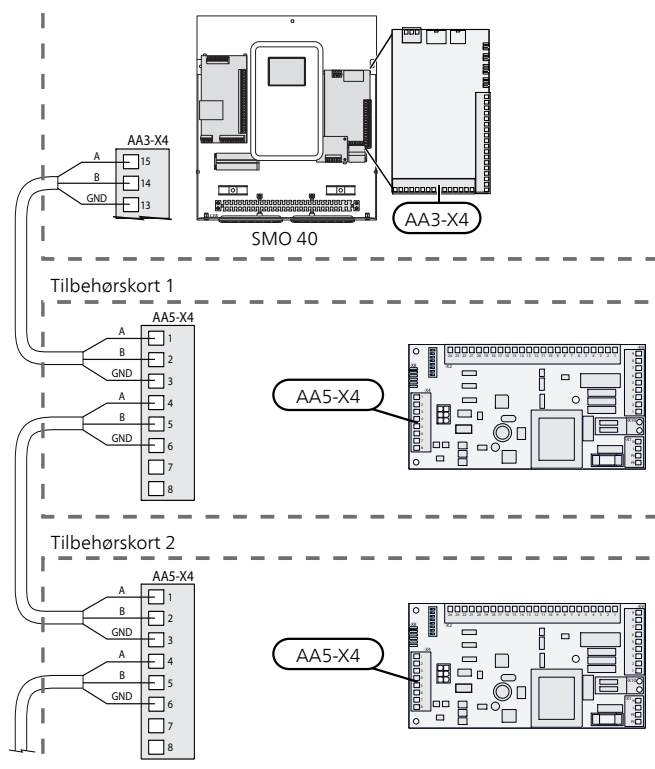 AA3-X4
A
15
B
14
GND
13
SMO 40
AA3-X4
Tilbehørskort 1
AA5-X4
A
1
B
2
GND
3
A
4
B
5
GND
6
7
8
AA5-X4
Tilbehørskort 2
AA5-X4
A
1
B
2
GND
3
A
4
B
5
GND
6
7
8
AA5-X4